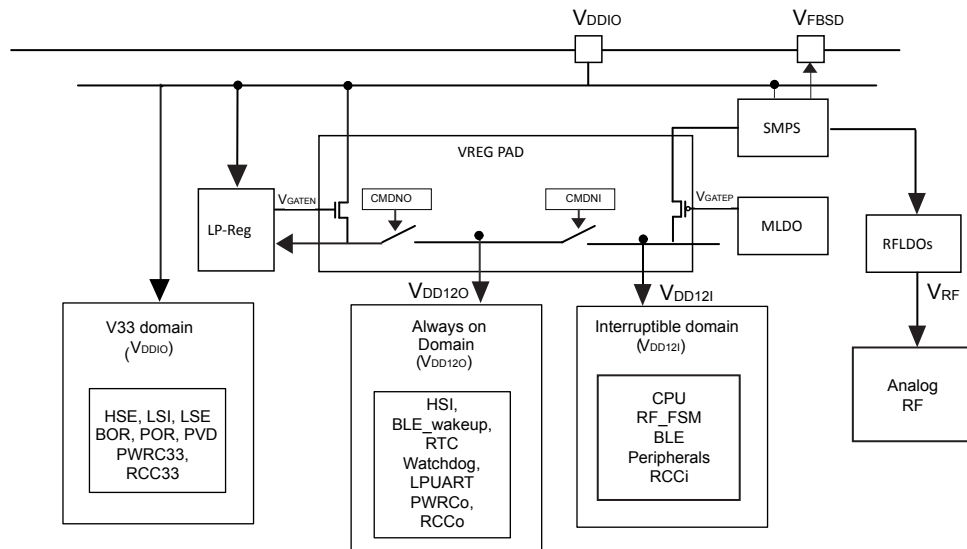 VDDIO
VFBSD
SMPS
VREG PAD
VGATEN
CMDNO
CMDNI
VGATEP
LP-Reg
MLDO
RFLDOs
VDD12O
VDD12I
VRF
V33 domain
(VDDIO)
HSE, LSI, LSE
BOR, POR, PVD
PWRC33,
RCC33
Always on
Domain
(VDD12O)
HSI,
BLE_wakeup,
RTC
Watchdog,
LPUART
PWRCo,
RCCo
Interruptible domain
(VDD12I)
CPU
RF_FSM
BLE
Peripherals
RCCi
Analog
RF